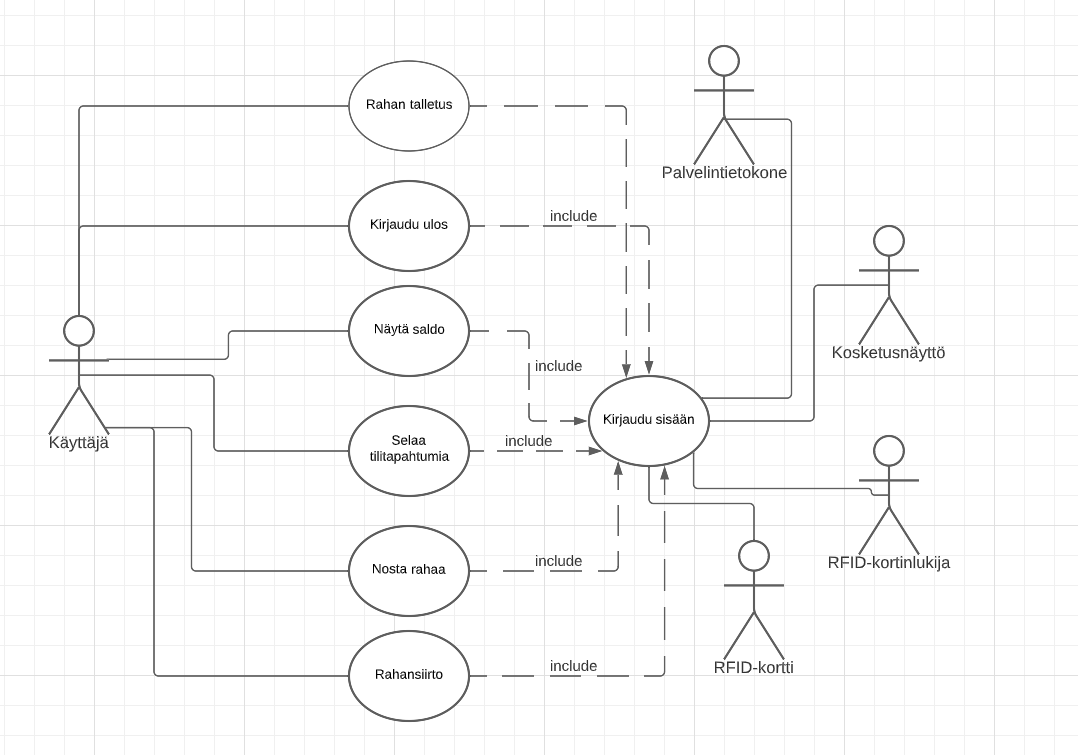 Rahan talletus
Palvelintietokone
include
Kirjaudu ulos
Näytä saldo
Kosketusnäyttö
include
Kirjaudu sisään
Käyttäjä
Selaa
tilitapahtumia
include
Nosta rahaa
include
RFID-kortinlukija
include
Rahansiirto
RFID-kortti